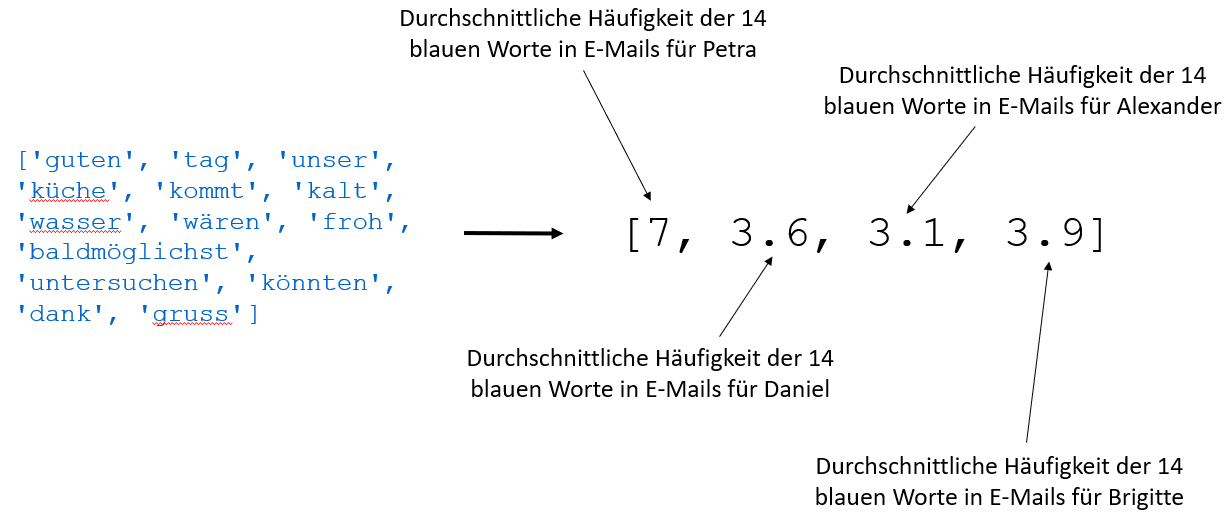 Durchschnittliche Häufigkeit der 14
blauen Worte in E-Mails für Petra
Durchschnittliche Häufigkeit der 14
blauen Worte in E-Mails für Alexander
['guten', 'tag', 'unser',
'küche', 'kommt', 'kalt',
'wasser', 'wären', 'froh',
'baldmöglichst',
'untersuchen', 'könnten',
'dank', 'gruss']
[7, 3.6, 3.1, 3.9]
Durchschnittliche Häufigkeit der 14
blauen Worte in E-Mails für Daniel
Durchschnittliche Häufigkeit der 14
blauen Worte in E-Mails für Brigitte